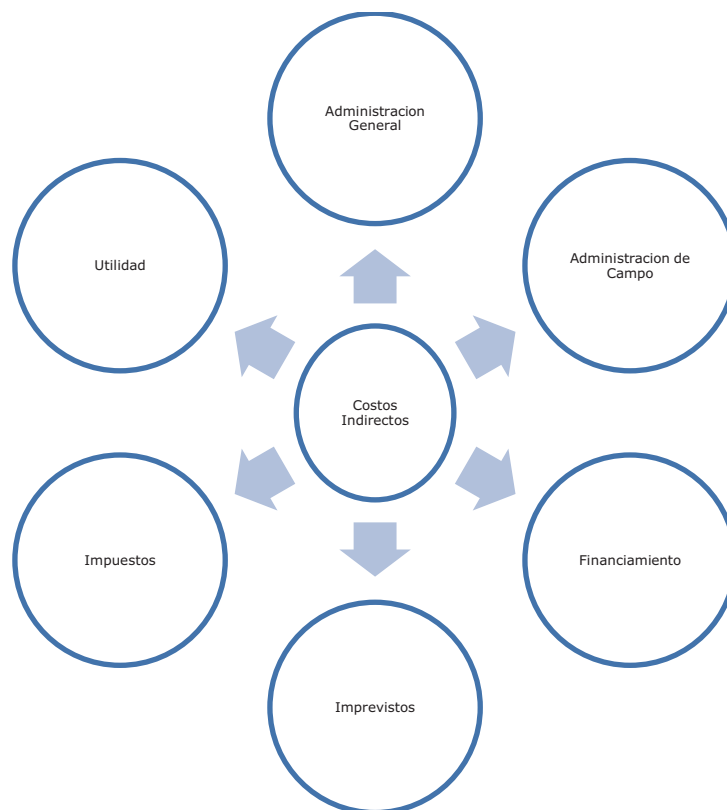 Administracion
General
Utilidad
Administracion de
Campo
Costos
Indirectos
Impuestos
Financiamiento
Imprevistos